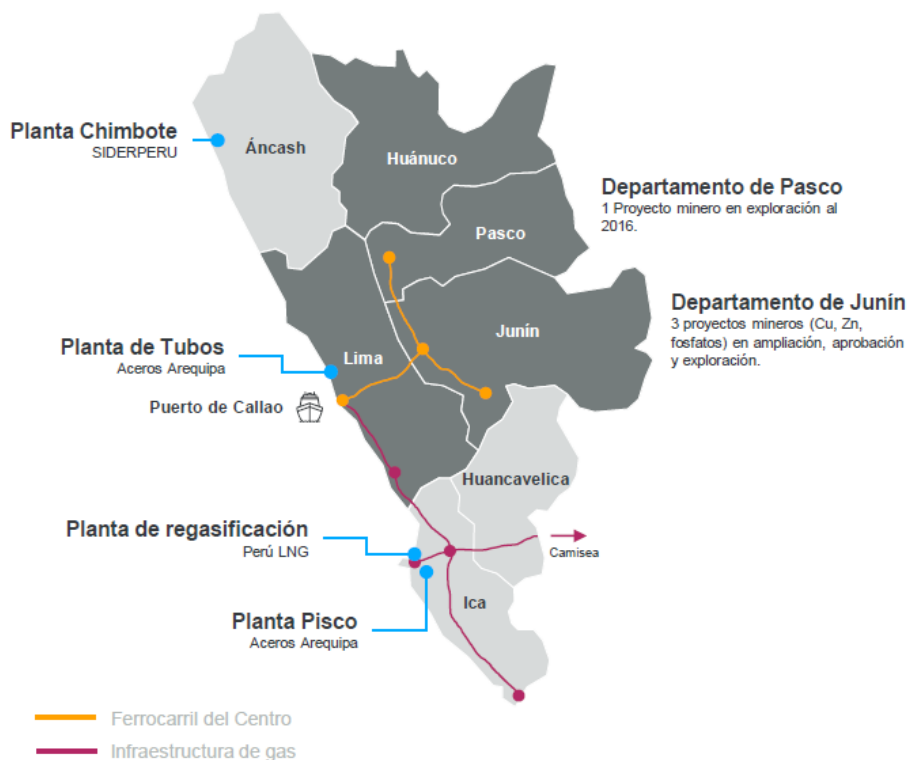 Planta Chimbote
SIDERPERU
Áncash
Huánuco
Departamento de Pasco
1 Proyecto minero en exploración al
2016.
Pasco
Departamento de Junín
3 proyectos mineros (Cu, Zn,
fosfatos) en ampliación, aprobación
y exploración.
Junín
Planta de Tubos
Aceros Arequipa
Lima
Puerto de Callao
Huancavelica
Planta de regasificación
Perú LNG
Camisea
Ica
Planta Pisco
Aceros Arequipa
Ferrocarril del Centro
Infraestructura de gas